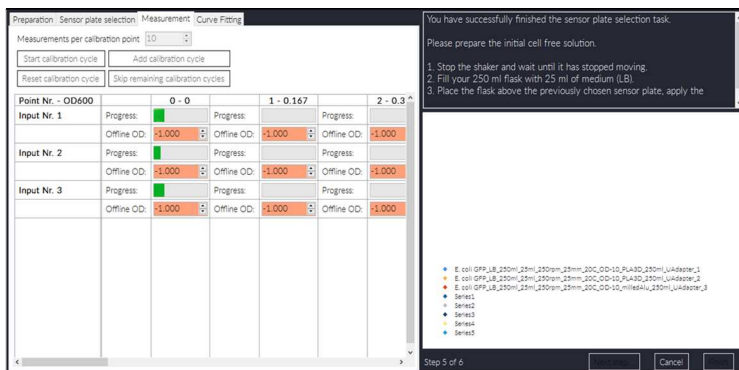 Preparation Sensor plate selection Measurement Curve Fitting
Measurements per calibration point 10
Start calibration cycle Add calibration cycle
Reset calibration cycle Skip remaining calibration cycles
Point Nr. - OD600 0 - 0 1 - 0.167 2 - 0.3
Input Nr. 1 Progress: Progress: Progress:
Offline OD: -1.000 Offline OD: -1.000 Offline OD: -1.000
Input Nr. 2 Progress: Progress: Progress:
Offline OD: -1.000 Offline OD: -1.000 Offline OD: -1.000
Input Nr. 3 Progress: Progress: Progress:
Offline OD: -1.000 Offline OD: -1.000 Offline OD: -1.000
You have successfully finished the sensor plate selection task.
Please prepare the initial cell free solution.
1. Stop the shaker and wait until it has stopped moving.
2. Fill your 250 ml flask with 25 ml of medium (LB).
3. Place the flask above the previously chosen sensor plate, apply the
E. coli GFP_LB_250ml_25ml_250rpm_25mm_20C_OD-10_PLA3D_250ml_UAdapter_1
E. coli GFP_LB_250ml_25ml_250rpm_25mm_20C_OD-10_PLA3D_250ml_UAdapter_2
E. coli GFP_LB_250ml_25ml_250rpm_25mm_20C_OD-10_milledAlu_250ml_UAdapter_3
Series1
Series2
Series3
Series4
Series5
Step 5 of 6 Cancel